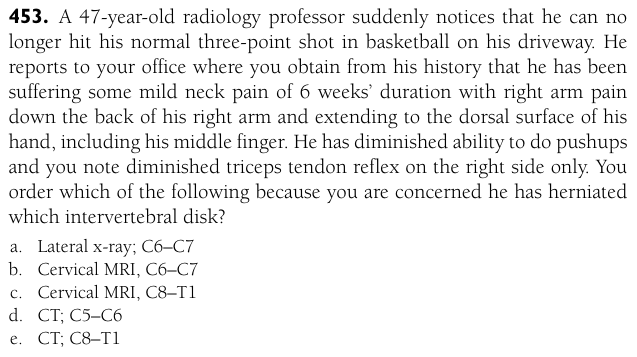 453. A 47-year-old radiology professor suddenly notices that he can no
longer hit his normal three-point shot in basketball on his driveway. He
reports to your office where you obtain from his history that he has been
suffering some mild neck pain of 6 weeks’ duration with right arm pain
down the back of his right arm and extending to the dorsal surface of his
hand, including his middle finger. He has diminished ability to do pushups
and you note diminished triceps tendon reflex on the right side only. You
order which of the following because you are concerned he has herniated
which intervertebral disk?
a. Lateral x-ray; C6–C7
b. Cervical MRI, C6–C7
c. Cervical MRI, C8–T1
d. CT; C5–C6
e. CT; C8–T1